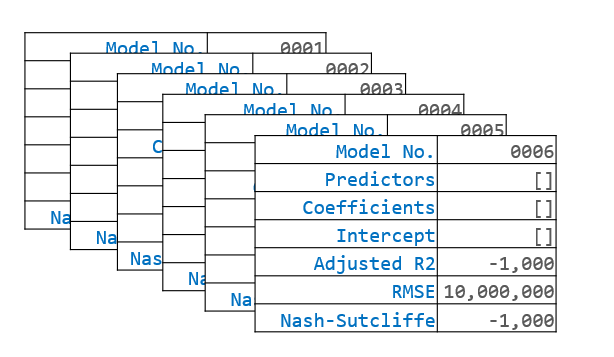 Model No. 0001
Model No. 0002
Model No. 0003
Model No. 0004
Model No. 0005
Model No. 0006
Predictors []
Coefficients []
Intercept []
Adjusted R2 -1,000
RMSE 10,000,000
Nash-Sutcliffe -1,000
C
Na
Na
Nas
Na
Na